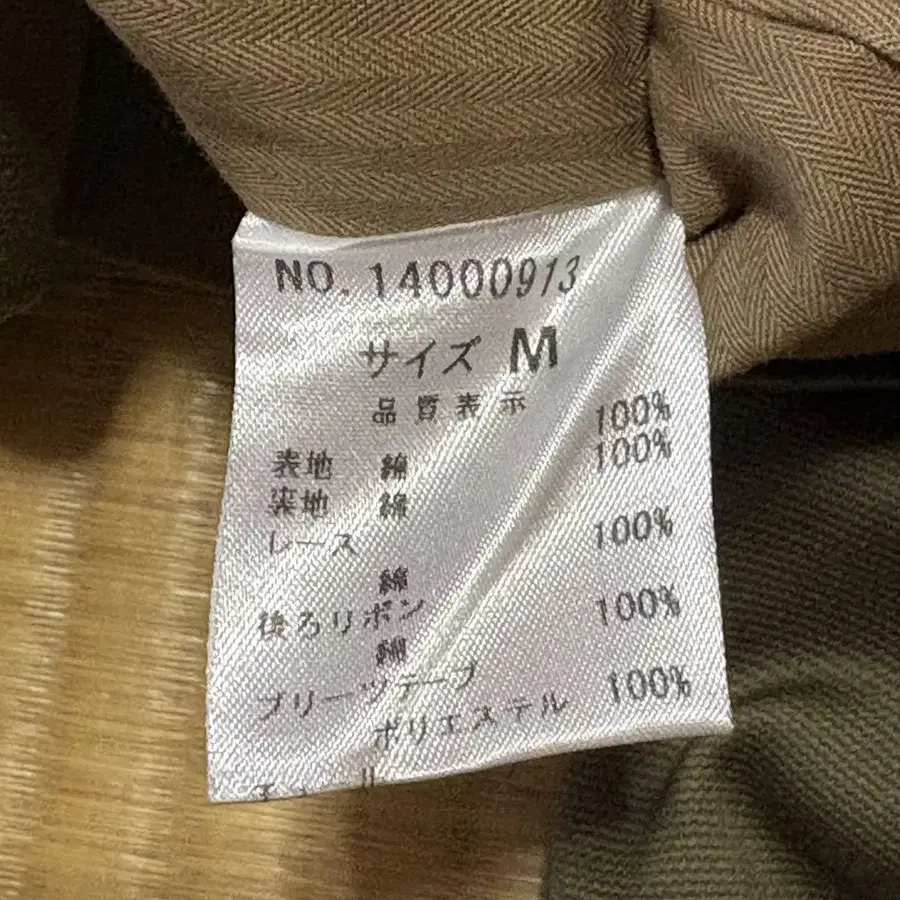 NO. 14000913
サイズ M
品質表示
表地 綿 100%
裏地 綿 100%
レース
綿 100%
後ろリボン
綿 100%
プリーツテープ
ポリエステル 100%